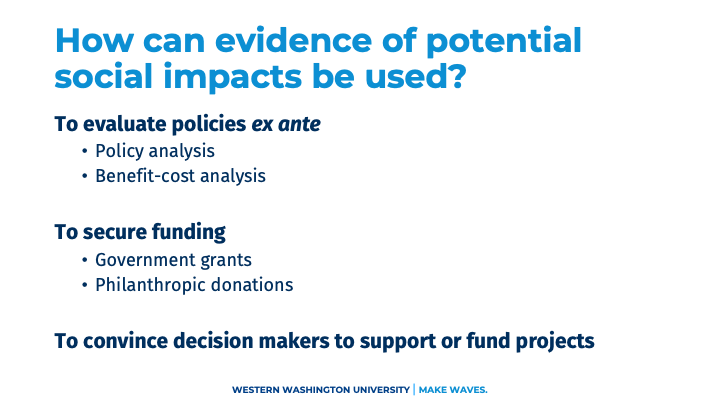 How can evidence of potential
social impacts be used?
To evaluate policies ex ante
• Policy analysis
• Benefit-cost analysis
To secure funding
• Government grants
• Philanthropic donations
To convince decision makers to support or fund projects
WESTERN WASHINGTON UNIVERSITY | MAKE WAVES.